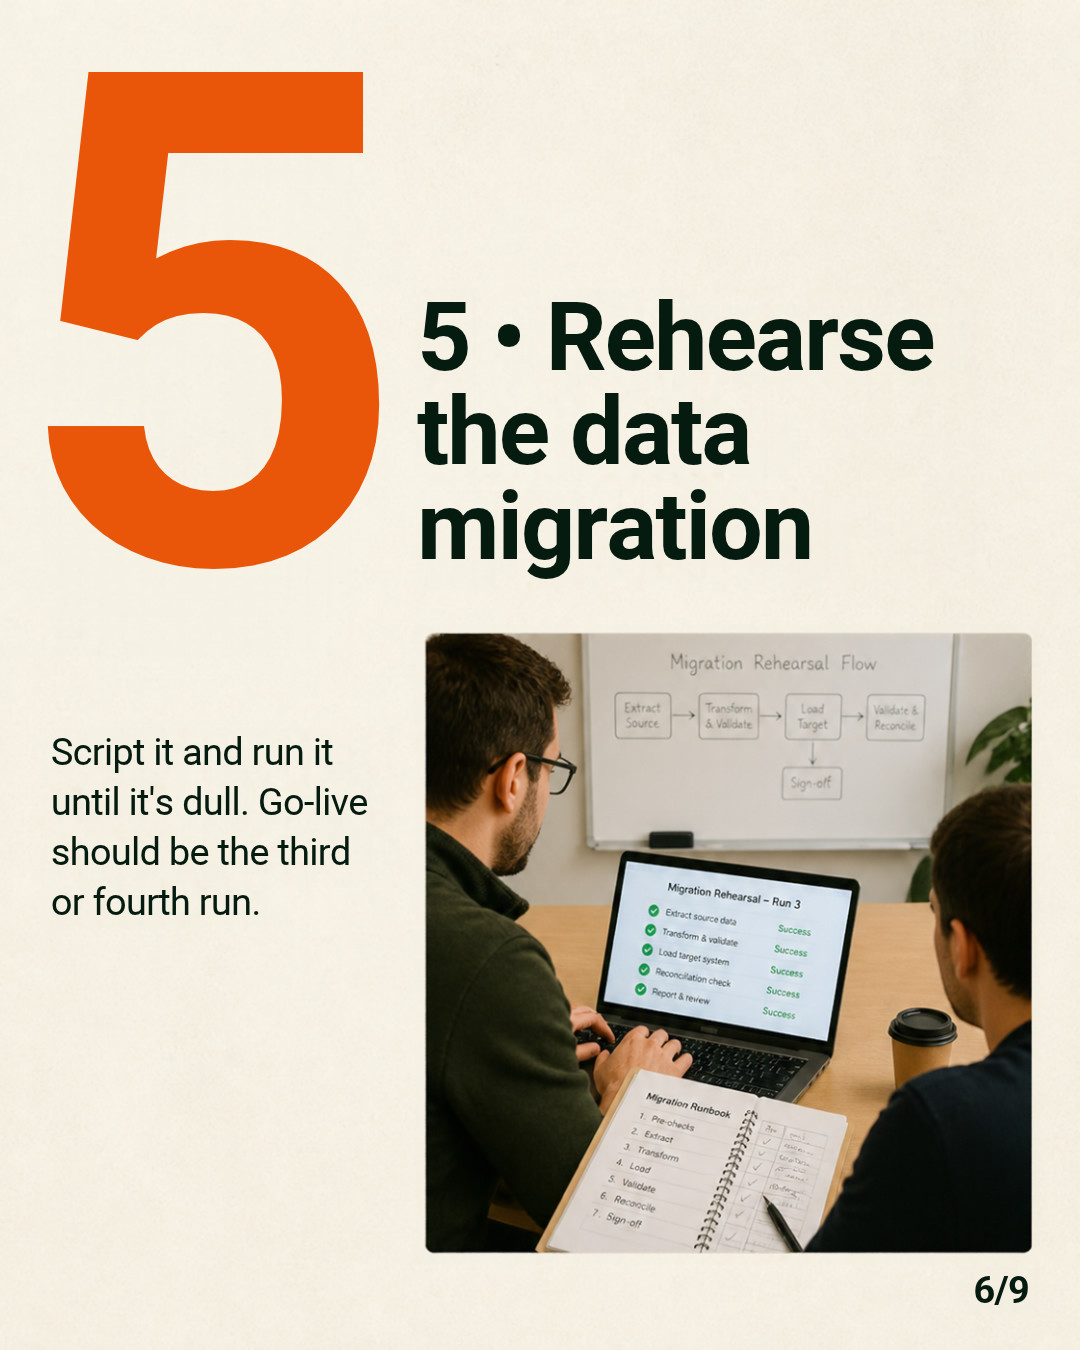 5
5 • Rehearse
the data
migration
Script it and run it
until it's dull. Go-live
should be the third
or fourth run.
Migration Rehearsal Flow
Extract
Source
Transform
& Validate
Load
Target
Validate &
Reconcile
Sign-off
Migration Rehearsal – Run 3
Extract source data Success
Transform & validate Success
Load target system Success
Reconciliation check Success
Report & review Success
Migration Runbook
1. Pre-checks
2. Extract
3. Transform
4. Load
5. Validate
6. Reconcile
7. Sign-off
6/9